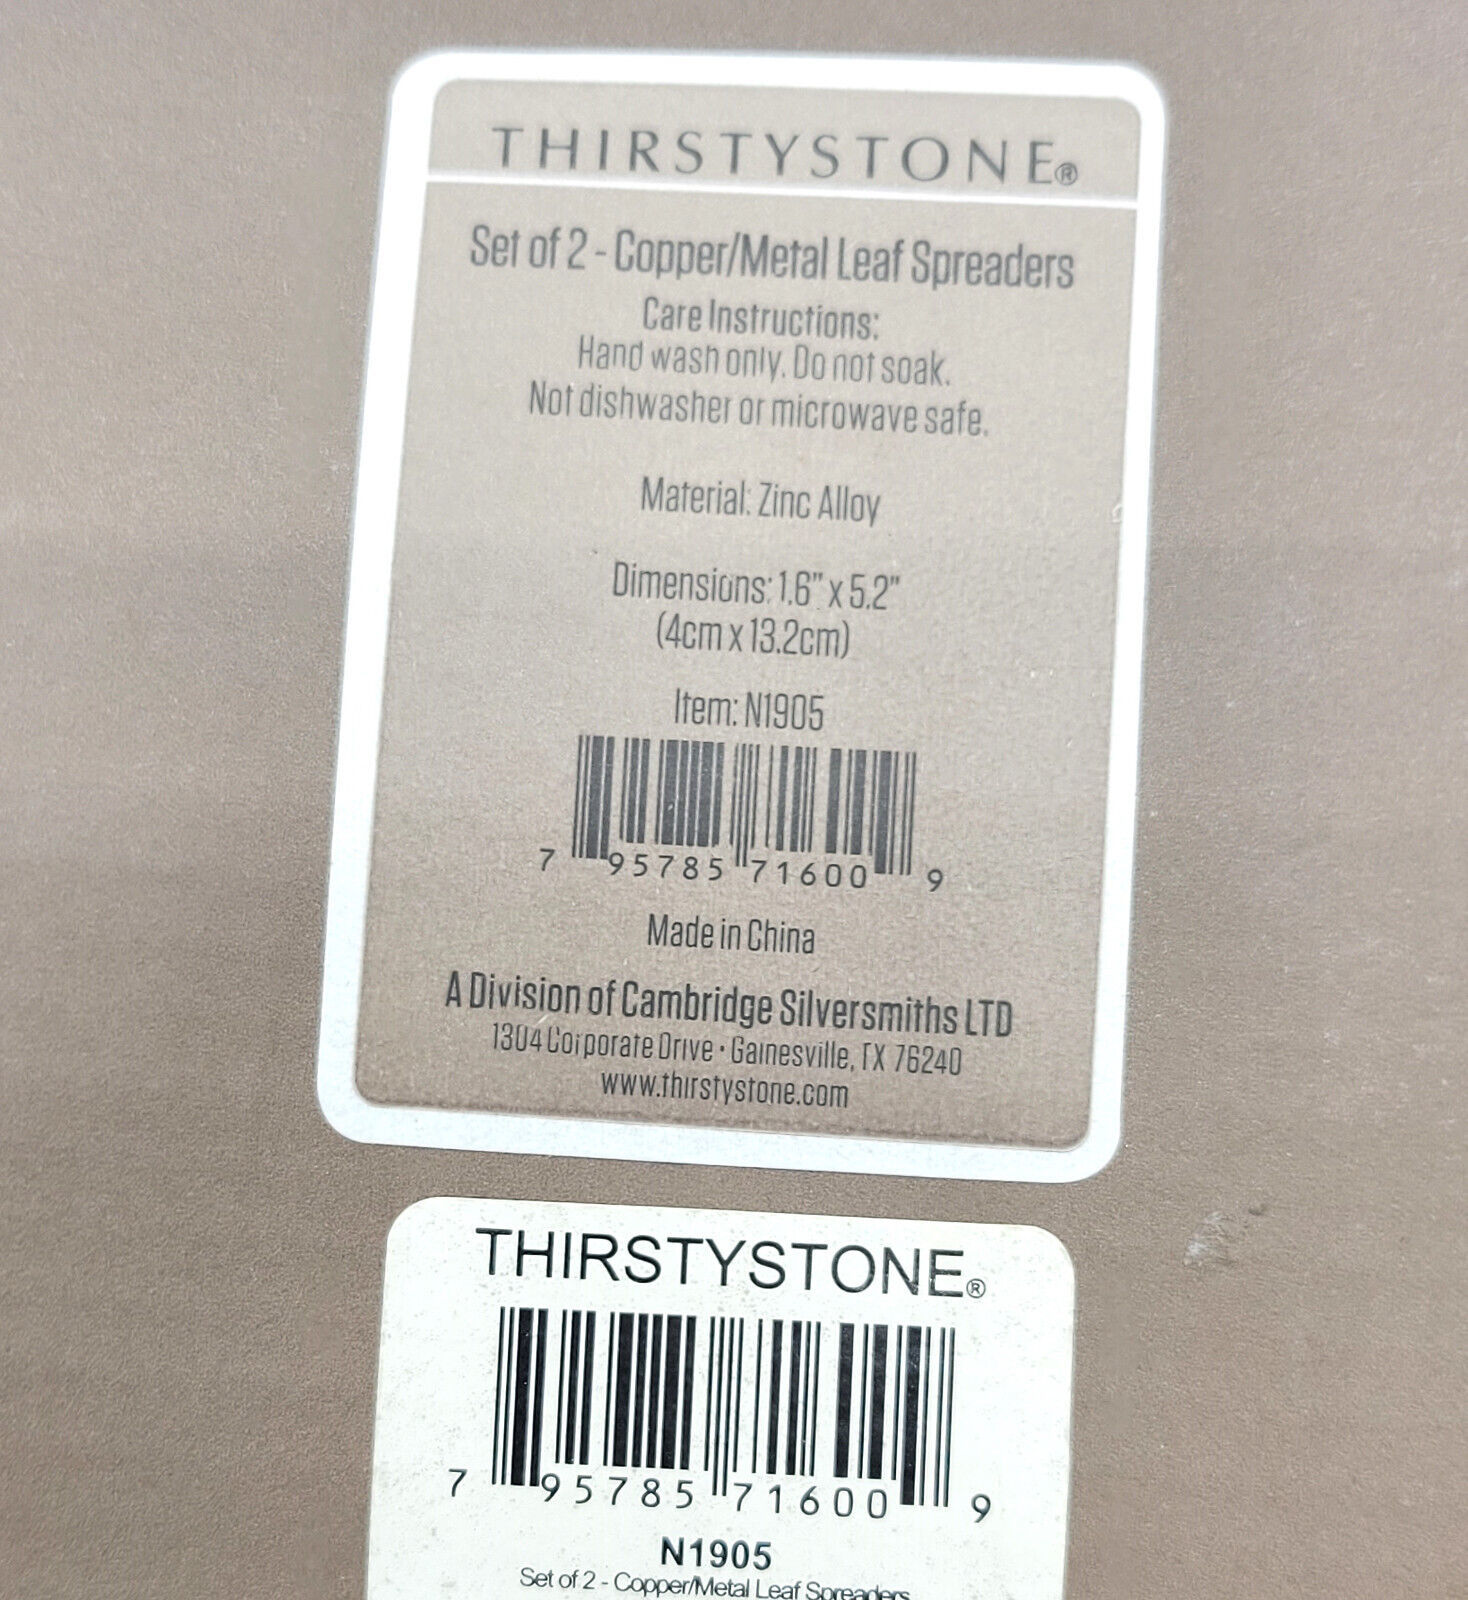 THIRSTYSTONE®
Set of 2 - Copper/Metal Leaf Spreaders
Care Instructions:
Hand wash only. Do not soak.
Not dishwasher or microwave safe.
Material: Zinc Alloy
Dimensions: 1.6" x 5.2"
(4cm x 13.2cm)
Item: N1905
7 95785 71600 9
Made in China
A Division of Cambridge Silversmiths LTD
1304 Corporate Drive • Gainesville, TX 76240
www.thirstystone.com
THIRSTYSTONE®
7 95785 71600 9
N1905
Set of 2 - Copper/Metal Leaf Spreaders